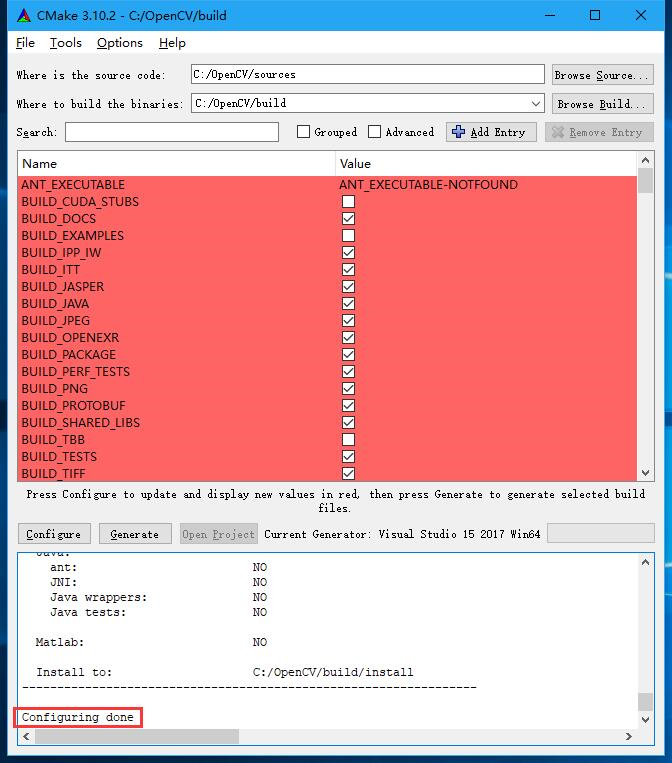 CMake 3.10.2 - C:/OpenCV/build
File Tools Options Help
Where is the source code: C:/OpenCV/sources Browse Source...
Where to build the binaries: C:/OpenCV/build Browse Build...
Search: Grouped Advanced Add Entry Remove Entry
Name Value
ANT_EXECUTABLE ANT_EXECUTABLE-NOTFOUND
BUILD_CUDA_STUBS
BUILD_DOCS
BUILD_EXAMPLES
BUILD_IPP_IW
BUILD_ITT
BUILD_JASPER
BUILD_JAVA
BUILD_JPEG
BUILD_OPENEXR
BUILD_PACKAGE
BUILD_PERF_TESTS
BUILD_PNG
BUILD_PROTOBUF
BUILD_SHARED_LIBS
BUILD_TBB
BUILD_TESTS
BUILD_TIFF
Press Configure to update and display new values in red, then press Generate to generate selected build
files.
Configure Generate Open Project Current Generator: Visual Studio 15 2017 Win64
Java:
ant: NO
JNI: NO
Java wrappers: NO
Java tests: NO
Matlab: NO
Install to: C:/OpenCV/build/install
-----------------------------------------------------------------
Configuring done